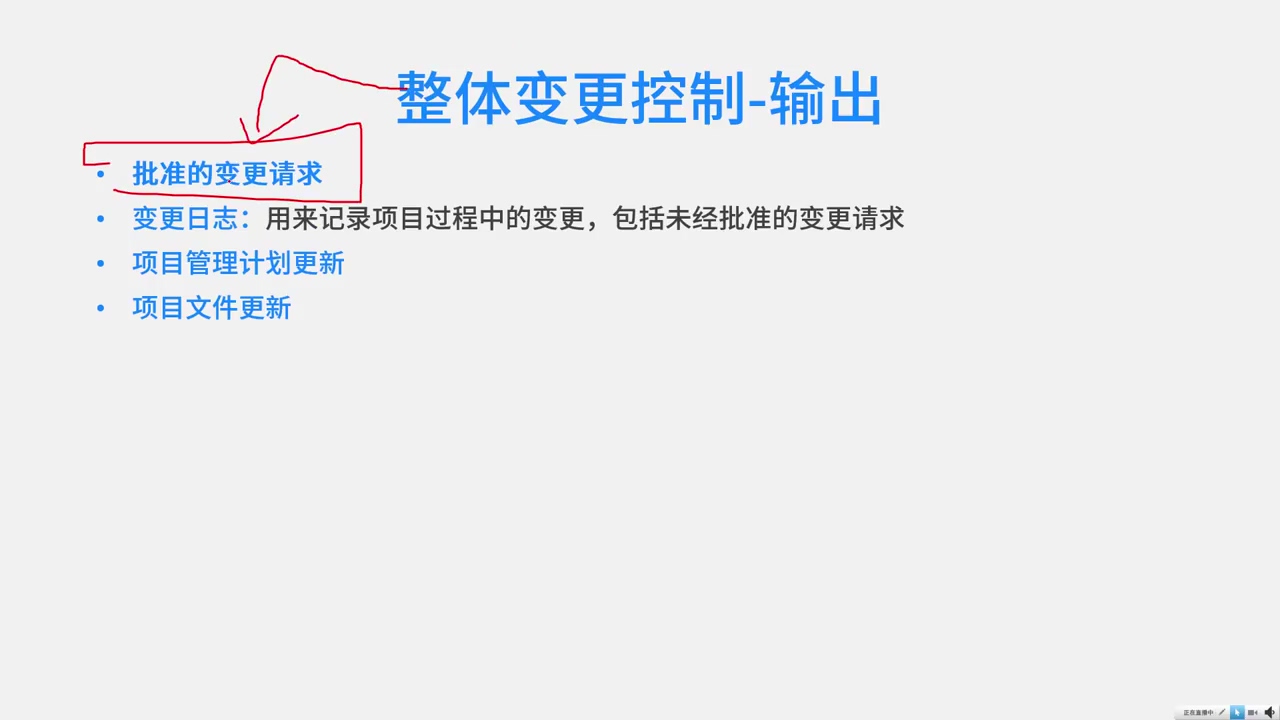 整体变更控制-输出
• 批准的变更请求
• 变更日志：用来记录项目过程中的变更，包括未经批准的变更请求
• 项目管理计划更新
• 项目文件更新
正在直播中